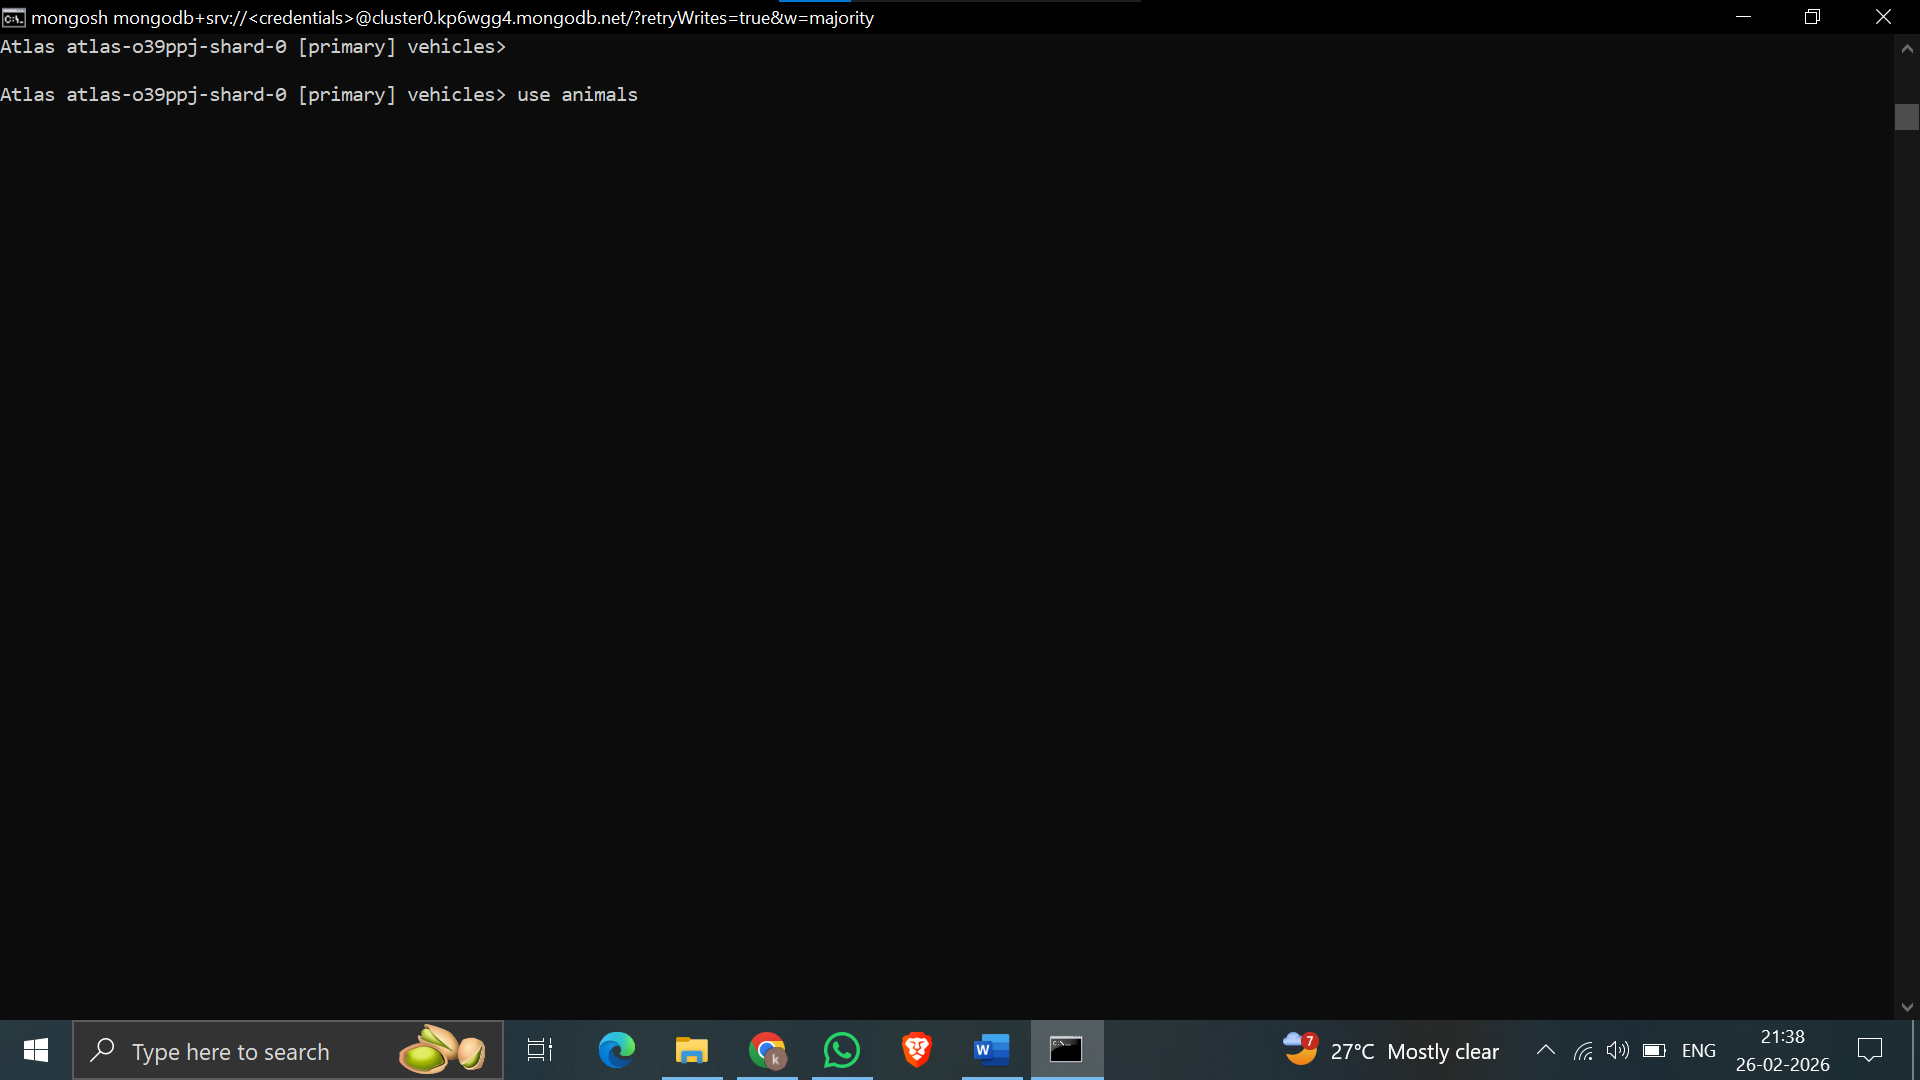 mongosh mongodb+srv://<credentials>@cluster0.kp6wgg4.mongodb.net/?retryWrites=true&w=majority
Atlas atlas-o39ppj-shard-0 [primary] vehicles>
Atlas atlas-o39ppj-shard-0 [primary] vehicles> use animals
Type here to search
k
W
7
27°C Mostly clear
ENG
21:38
26-02-2026